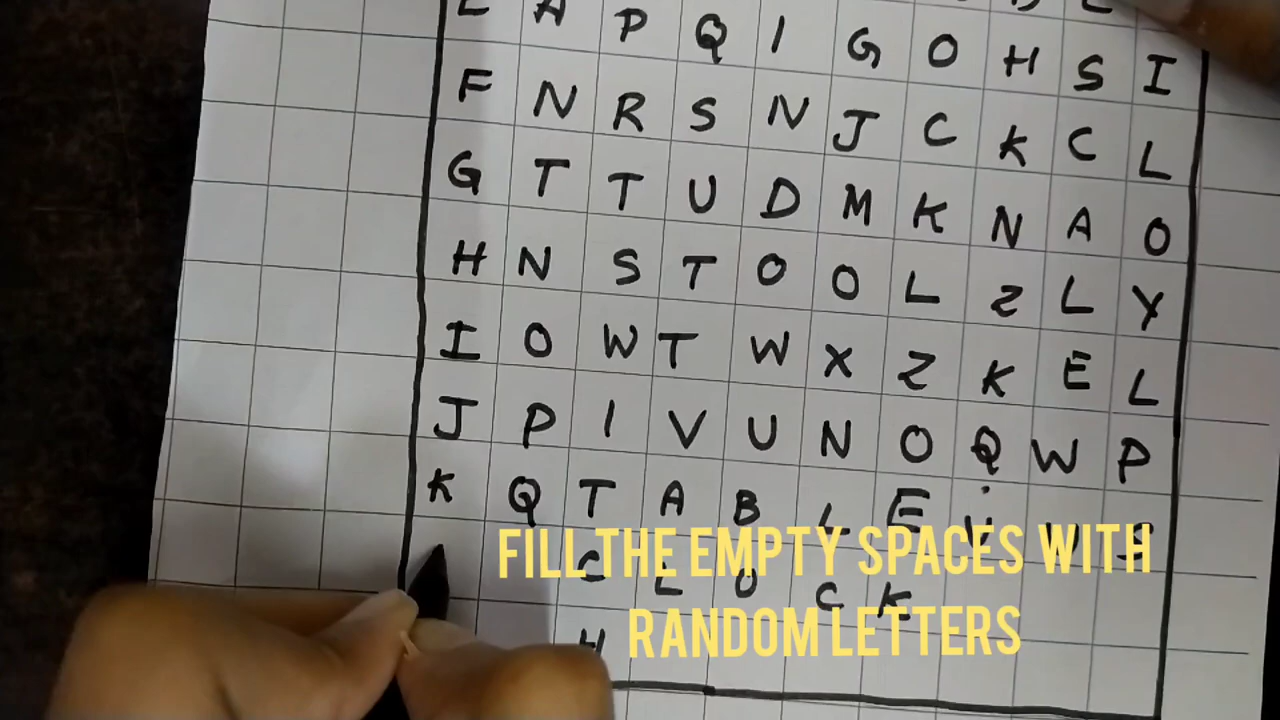 A P Q I G O H S I
F N R S N J C K C L
G T T U D M K N A O
H N S T O O L Z L Y
I O W T W X Z K E L
J P I V U N O Q W P
K Q T A B L E
C L O C K
H
FILL THE EMPTY SPACES WITH
RANDOM LETTERS